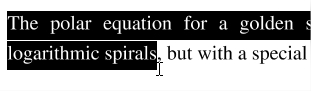 The polar equation for a golden
logarithmic spirals, but with a special